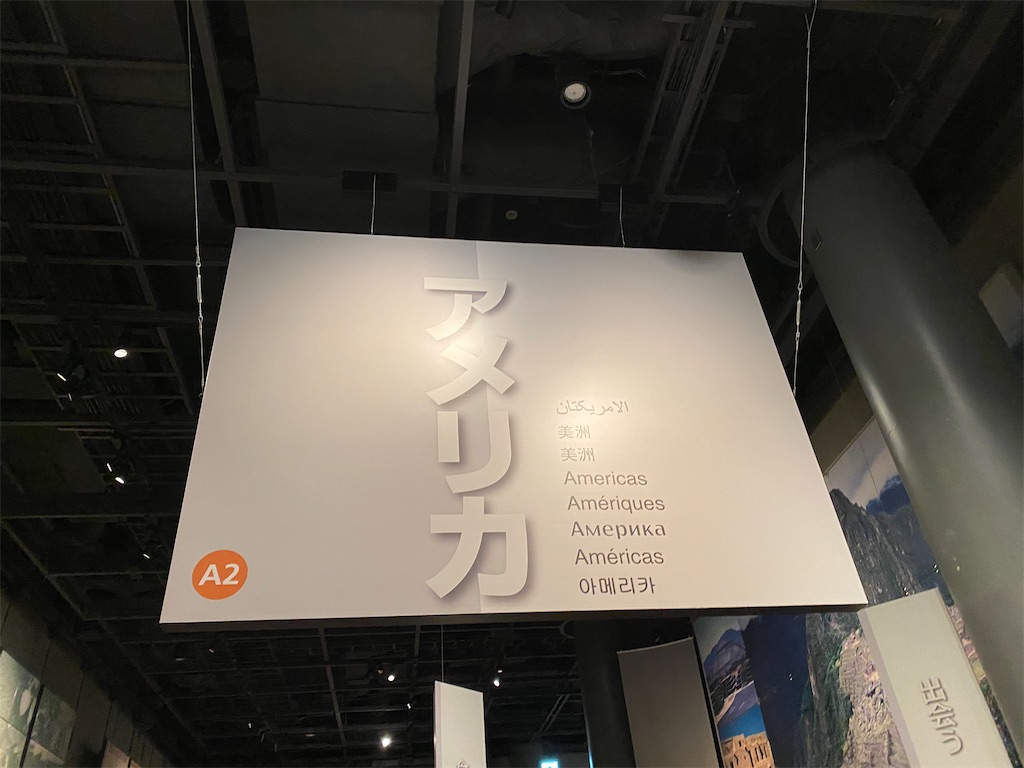 アメリカ
الامريكتان
美洲
美洲
Americas
Amériques
Америка
Américas
아메리카
A2